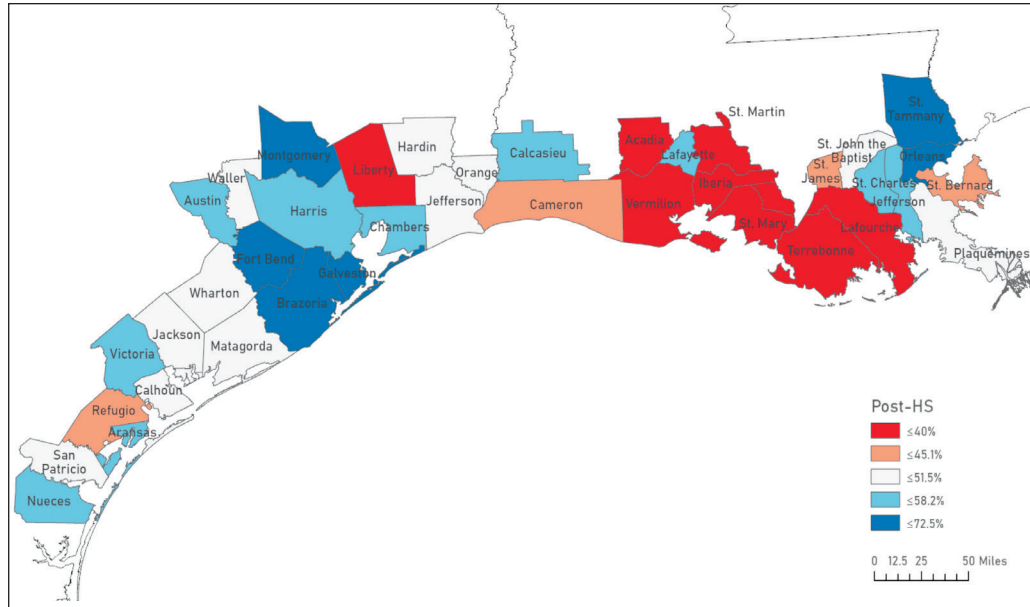 St.
Tammany
St. Martin
Acadia
St. John the
Baptist
Hardin
Montgomery
Calcasieu
Lafayette
Orleans
Liberty
Orange
St.
James
Waller
Iberia
St. Charles
St. Bernard
Austin
Harris
Jefferson
Cameron
Vermilion
Jefferson
Chambers
St. Mary
Lafourche
Terrebonne
Plaquemines
Fort Bend
Galveston
Wharton
Brazoria
Jackson
Matagorda
Victoria
Calhoun
Refugio
Aransas
San
Patricio
Nueces
Post-HS
≤40%
≤45.1%
≤51.5%
≤58.2%
≤72.5%
0 12.5 25 50 Miles